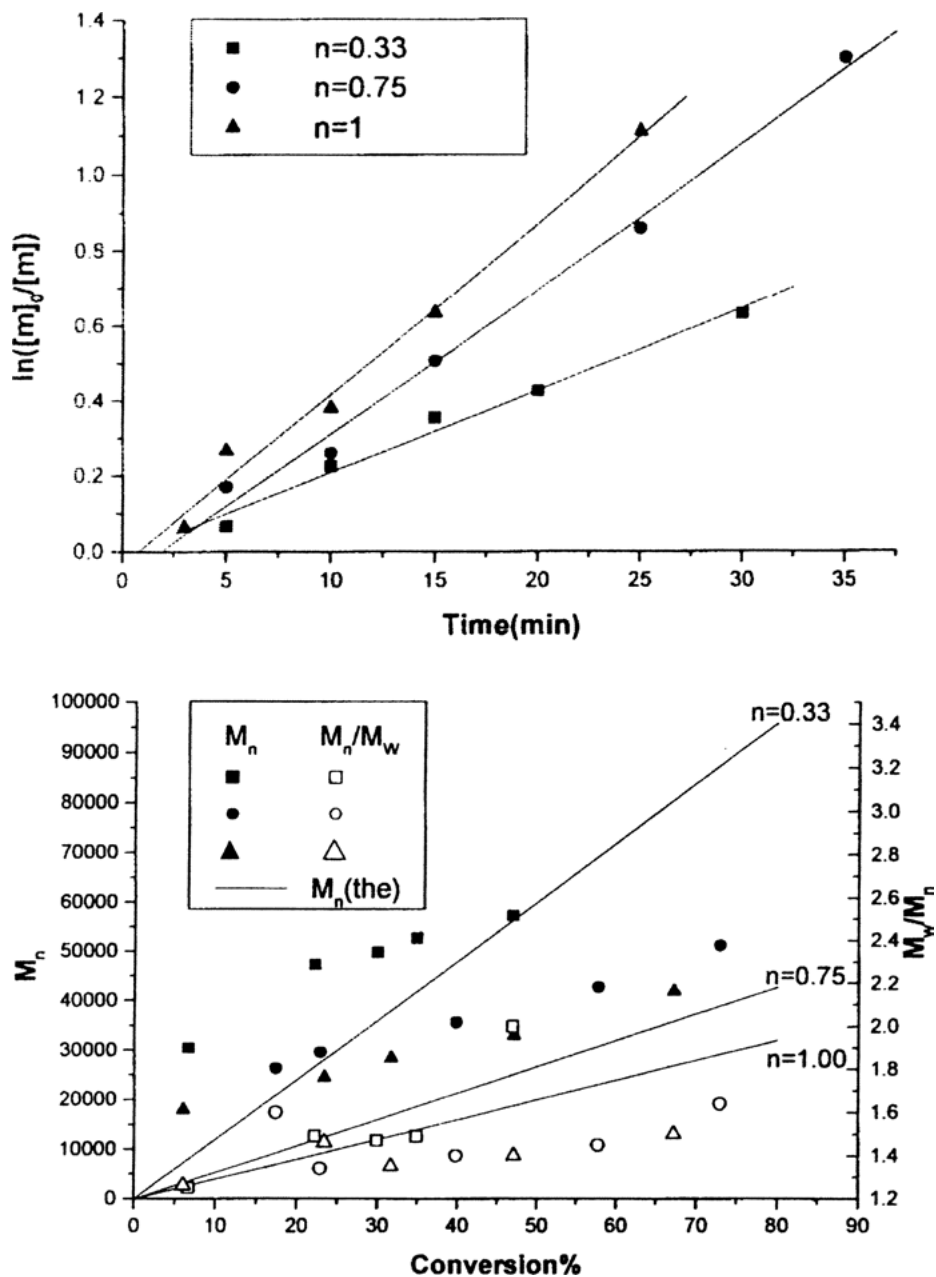 1.4
1.2
1.0
0.8
0.6
0.4
0.2
0.0
ln([m]₀/[m])
n=0.33
n=0.75
n=1
0 5 10 15 20 25 30 35
Time(min)
100000
90000
80000
70000
60000
50000
40000
30000
20000
10000
0
Mₙ
Mₙ Mₙ/M_W
Mₙ(the)
n=0.33
n=0.75
n=1.00
3.4
3.2
3.0
2.8
2.6
2.4
2.2
2.0
1.8
1.6
1.4
1.2
M_W/Mₙ
0 10 20 30 40 50 60 70 80 90
Conversion%